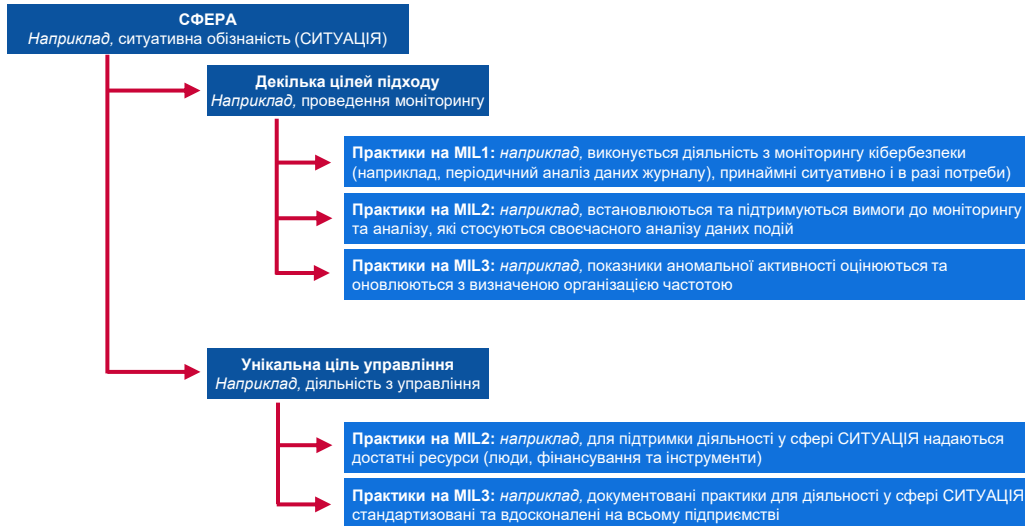 СФЕРА
Наприклад, ситуативна обізнаність (СИТУАЦІЯ)
Декілька цілей підходу
Наприклад, проведення моніторингу
Практики на MIL1: наприклад, виконується діяльність з моніторингу кібербезпеки
(наприклад, періодичний аналіз даних журналу), принаймні ситуативно і в разі потреби)
Практики на MIL2: наприклад, встановлюються та підтримуються вимоги до моніторингу
та аналізу, які стосуються своєчасного аналізу даних подій
Практики на MIL3: наприклад, показники аномальної активності оцінюються та
оновлюються з визначеною організацією частотою
Унікальна ціль управління
Наприклад, діяльність з управління
Практики на MIL2: наприклад, для підтримки діяльності у сфері СИТУАЦІЯ надаються
достатні ресурси (люди, фінансування та інструменти)
Практики на MIL3: наприклад, документовані практики для діяльності у сфері СИТУАЦІЯ
стандартизовані та вдосконалені на всьому підприємстві